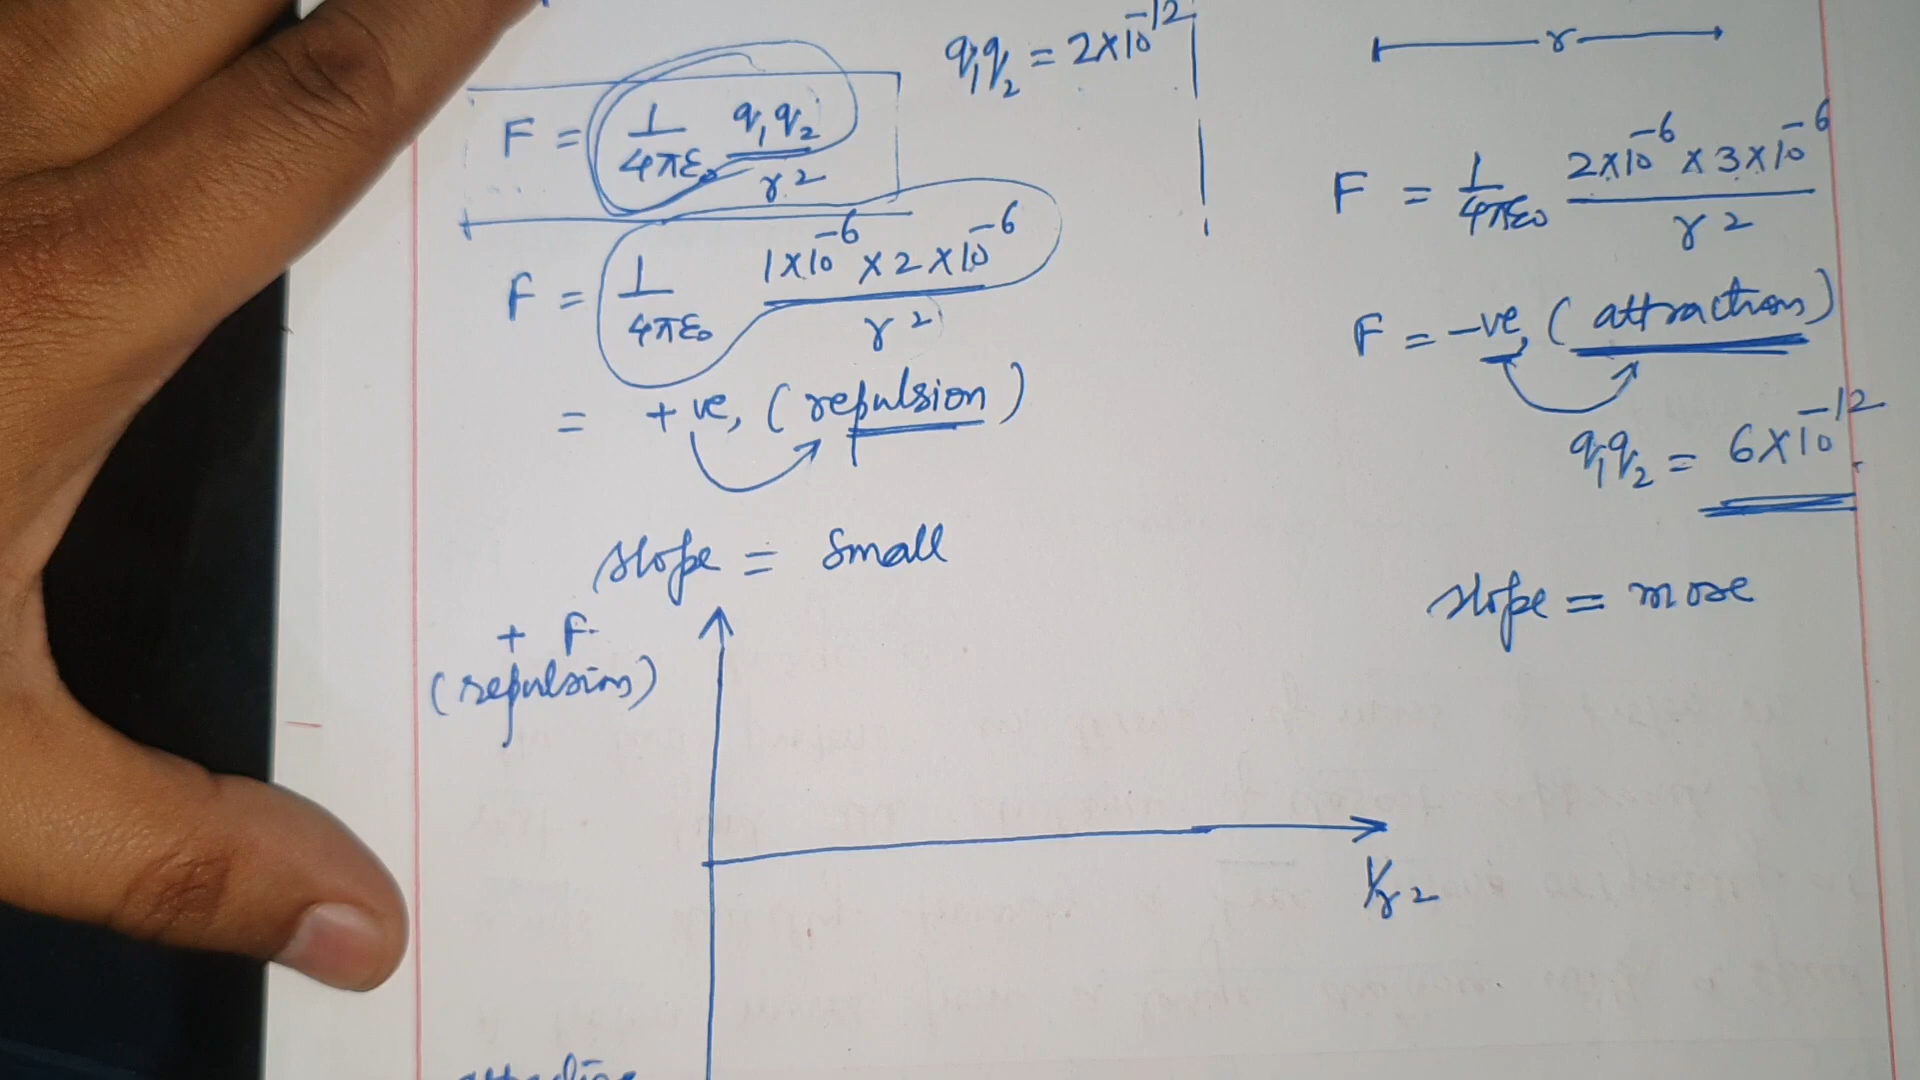 q₁q₂ = 2×10⁻¹²
F = 1/4πε₀ q₁q₂/r²
F = 1/4πε₀ 1×10⁻⁶ × 2×10⁻⁶/r²
= +ve, (repulsion)
slope = small
+ F
(repulsion)
1/r²
r
F = 1/4πε₀ 2×10⁻⁶ × 3×10⁻⁶/r²
F = -ve, (attraction)
q₁q₂ = 6×10⁻¹²
slope = more